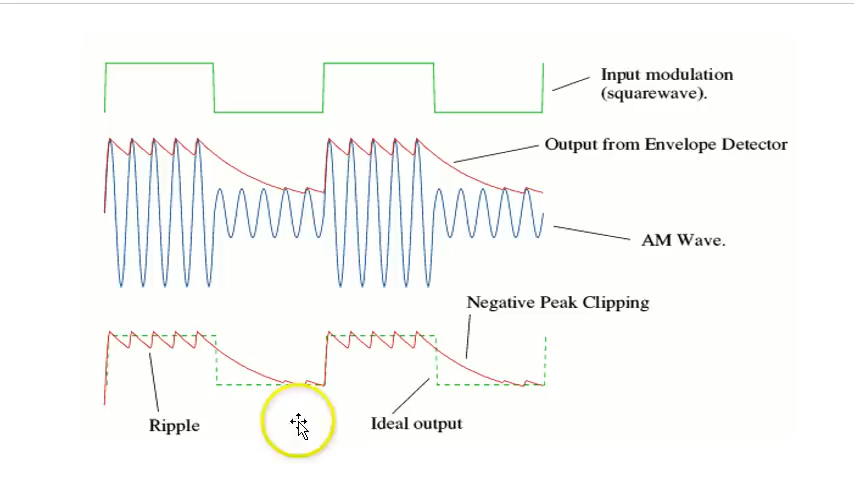 Input modulation
(squarewave).
Output from Envelope Detector
AM Wave.
Negative Peak Clipping
Ripple
Ideal output